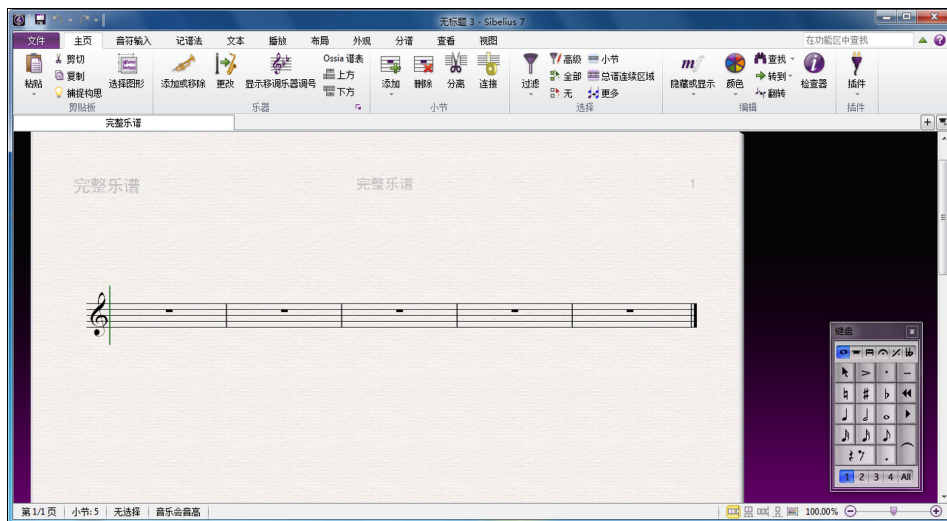 无标题 3 - Sibelius 7
文件 主页 音符输入 记谱法 文本 播放 布局 外观 分谱 查看 视图 在功能区中查找
粘贴 剪切 复制 捕捉构思 选择图形
剪贴板
添加或移除 更改 显示移调乐器调号 Ossia 谱表 上方 下方
乐器
添加 删除 分离 连接
小节
过滤 高级 全部 无 小节 总谱连续区域 更多
选择
隐藏或显示 颜色 查找 转到 翻转 检查器
编辑
插件
插件
完整乐谱
完整乐谱 完整乐谱 1
键盘
1 2 3 4 All
第 1/1 页 小节: 5 无选择 音乐会音高 100.00%